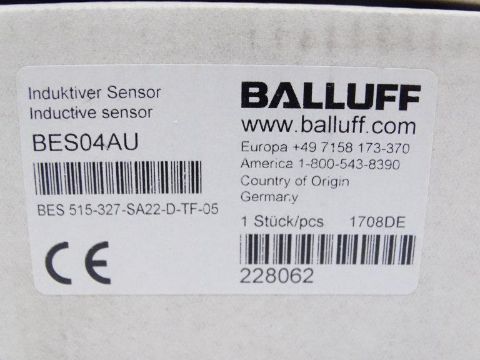 Induktiver Sensor
Inductive sensor
BES04AU
BES 515-327-SA22-D-TF-05
CE
BALLUFF
www.balluff.com
Europa +49 7158 173-370
America 1-800-543-8390
Country of Origin
Germany
1 Stück/pcs 1708DE
228062